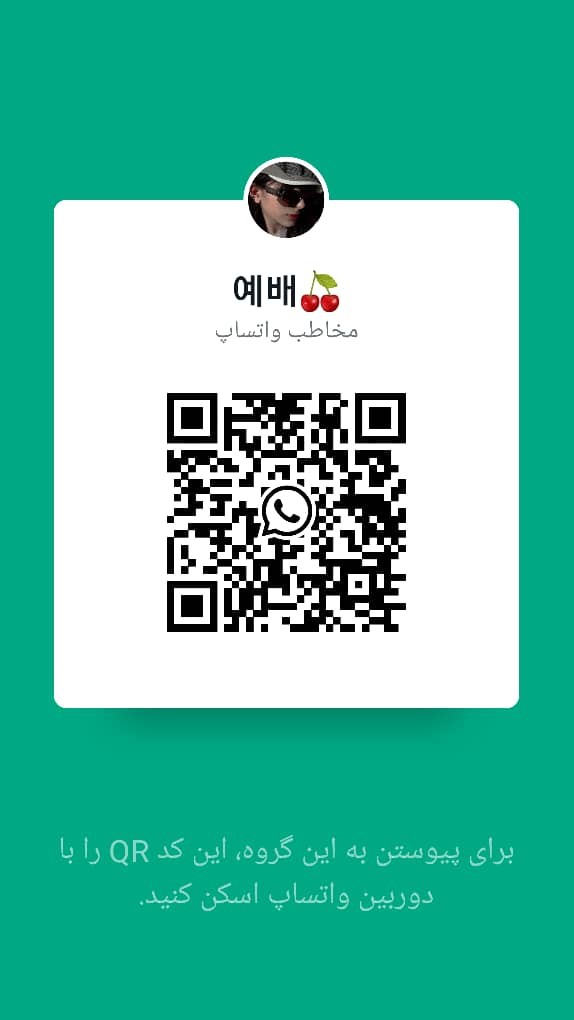 예배🍒
مخاطب واتساپ
برای پیوستن به این گروه، این کد QR را با
دوربین واتساپ اسکن کنید.